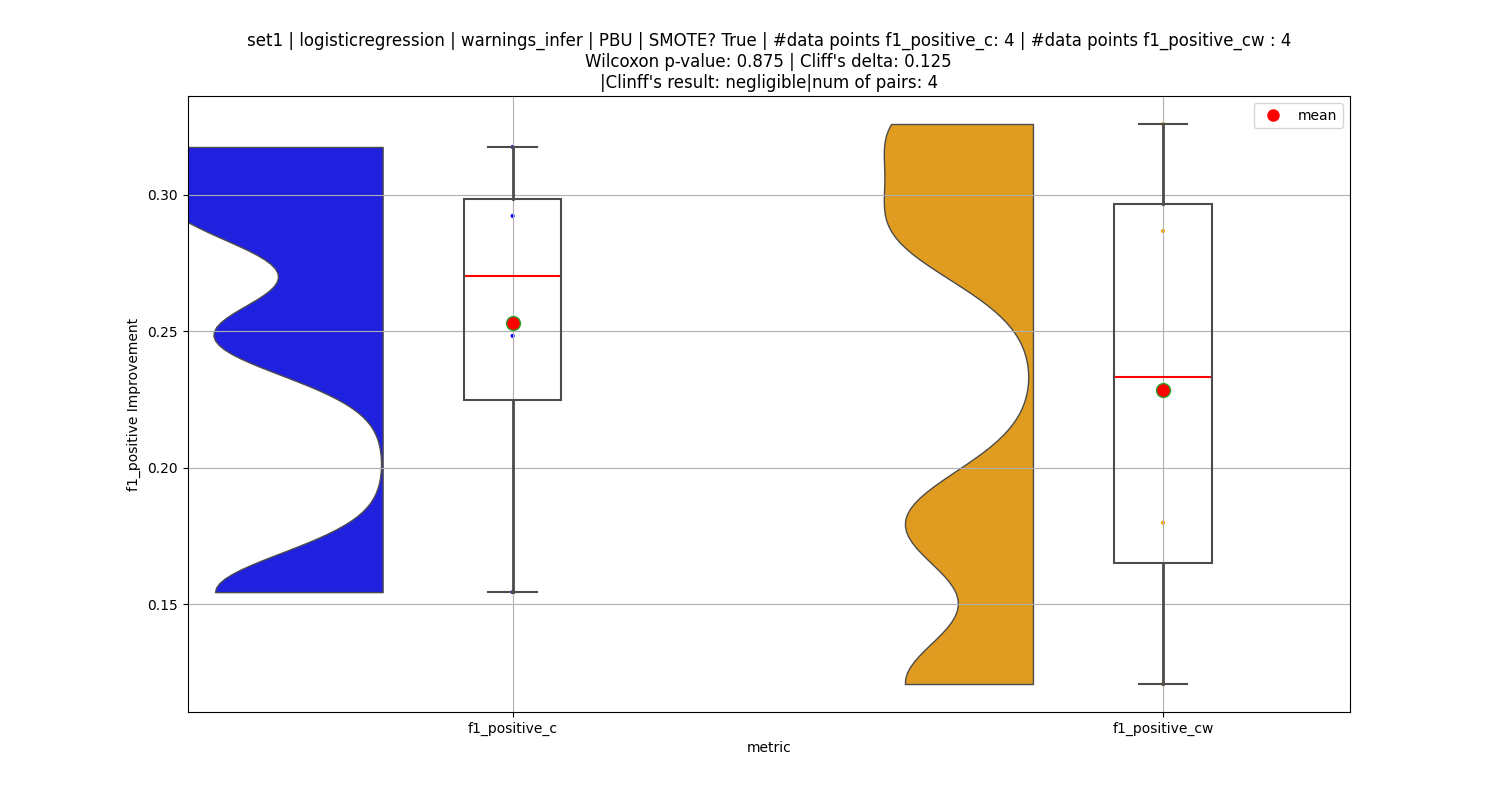 set1 | logisticregression | warnings_infer | PBU | SMOTE? True | #data points f1_positive_c: 4 | #data points f1_positive_cw : 4
Wilcoxon p-value: 0.875 | Cliff's delta: 0.125
|Clinff's result: negligible|num of pairs: 4
mean
0.30
0.25
0.20
0.15
f1_positive Improvement
f1_positive_c
f1_positive_cw
metric